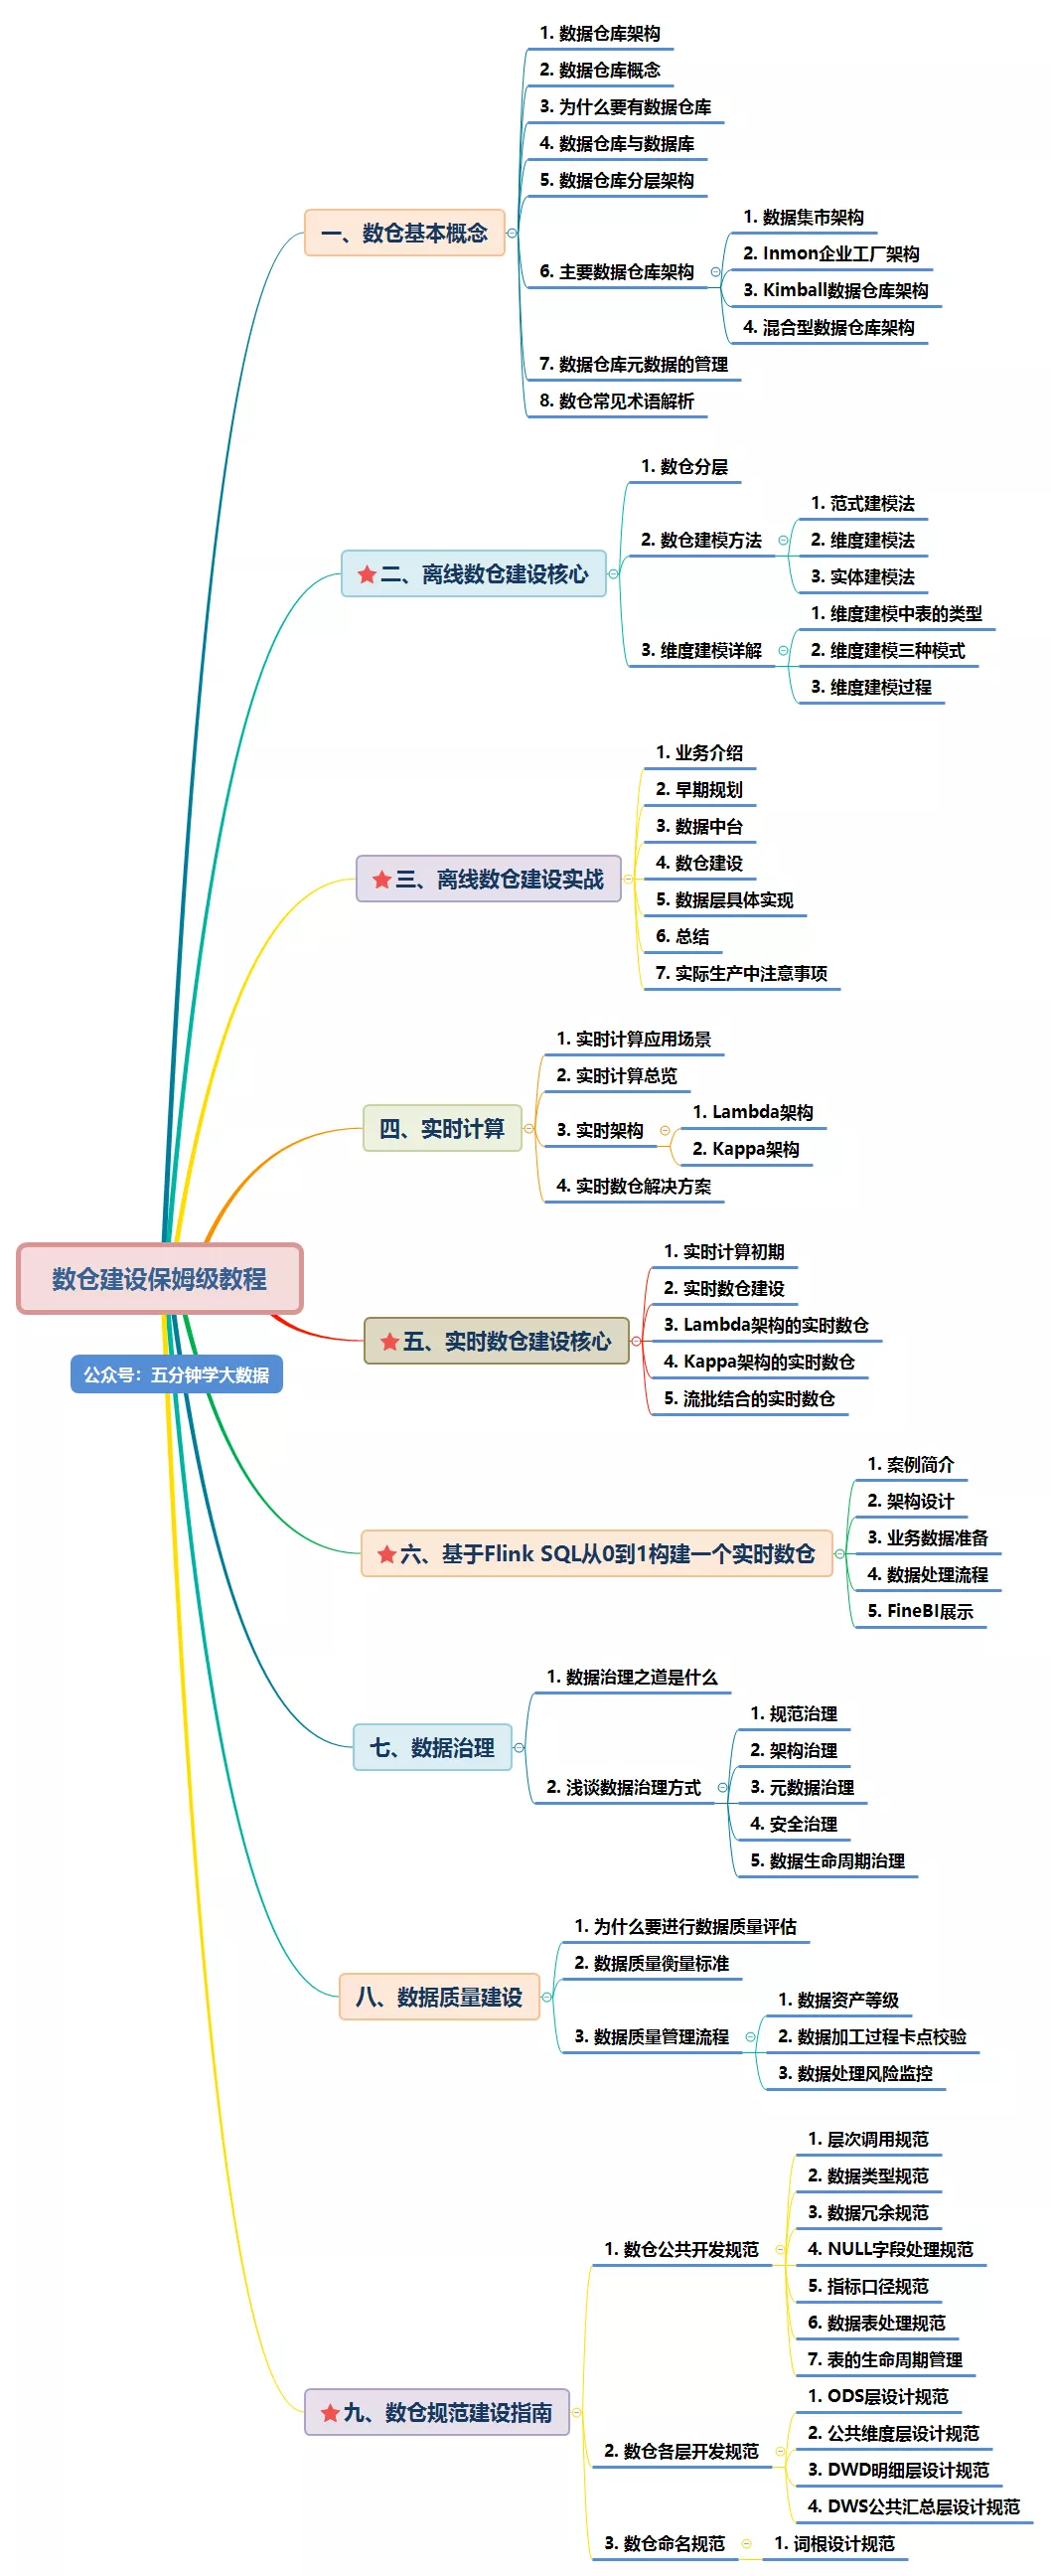 数仓建设保姆级教程
公众号：五分钟学大数据
一、数仓基本概念
1. 数据仓库架构
2. 数据仓库概念
3. 为什么要有数据仓库
4. 数据仓库与数据库
5. 数据仓库分层架构
6. 主要数据仓库架构
1. 数据集市架构
2. Inmon企业工厂架构
3. Kimball数据仓库架构
4. 混合型数据仓库架构
7. 数据仓库元数据的管理
8. 数仓常见术语解析
二、离线数仓建设核心
1. 数仓分层
2. 数仓建模方法
1. 范式建模法
2. 维度建模法
3. 实体建模法
3. 维度建模详解
1. 维度建模中表的类型
2. 维度建模三种模式
3. 维度建模过程
三、离线数仓建设实战
1. 业务介绍
2. 早期规划
3. 数据中台
4. 数仓建设
5. 数据层具体实现
6. 总结
7. 实际生产中注意事项
四、实时计算
1. 实时计算应用场景
2. 实时计算总览
3. 实时架构
1. Lambda架构
2. Kappa架构
4. 实时数仓解决方案
五、实时数仓建设核心
1. 实时计算初期
2. 实时数仓建设
3. Lambda架构的实时数仓
4. Kappa架构的实时数仓
5. 流批结合的实时数仓
六、基于Flink SQL从0到1构建一个实时数仓
1. 案例简介
2. 架构设计
3. 业务数据准备
4. 数据处理流程
5. FineBI展示
七、数据治理
1. 数据治理之道是什么
2. 浅谈数据治理方式
1. 规范治理
2. 架构治理
3. 元数据治理
4. 安全治理
5. 数据生命周期治理
八、数据质量建设
1. 为什么要进行数据质量评估
2. 数据质量衡量标准
3. 数据质量管理流程
1. 数据资产等级
2. 数据加工过程卡点校验
3. 数据处理风险监控
九、数仓规范建设指南
1. 数仓公共开发规范
1. 层次调用规范
2. 数据类型规范
3. 数据冗余规范
4. NULL字段处理规范
5. 指标口径规范
6. 数据表处理规范
7. 表的生命周期管理
2. 数仓各层开发规范
1. ODS层设计规范
2. 公共维度层设计规范
3. DWD明细层设计规范
4. DWS公共汇总层设计规范
3. 数仓命名规范
1. 词根设计规范